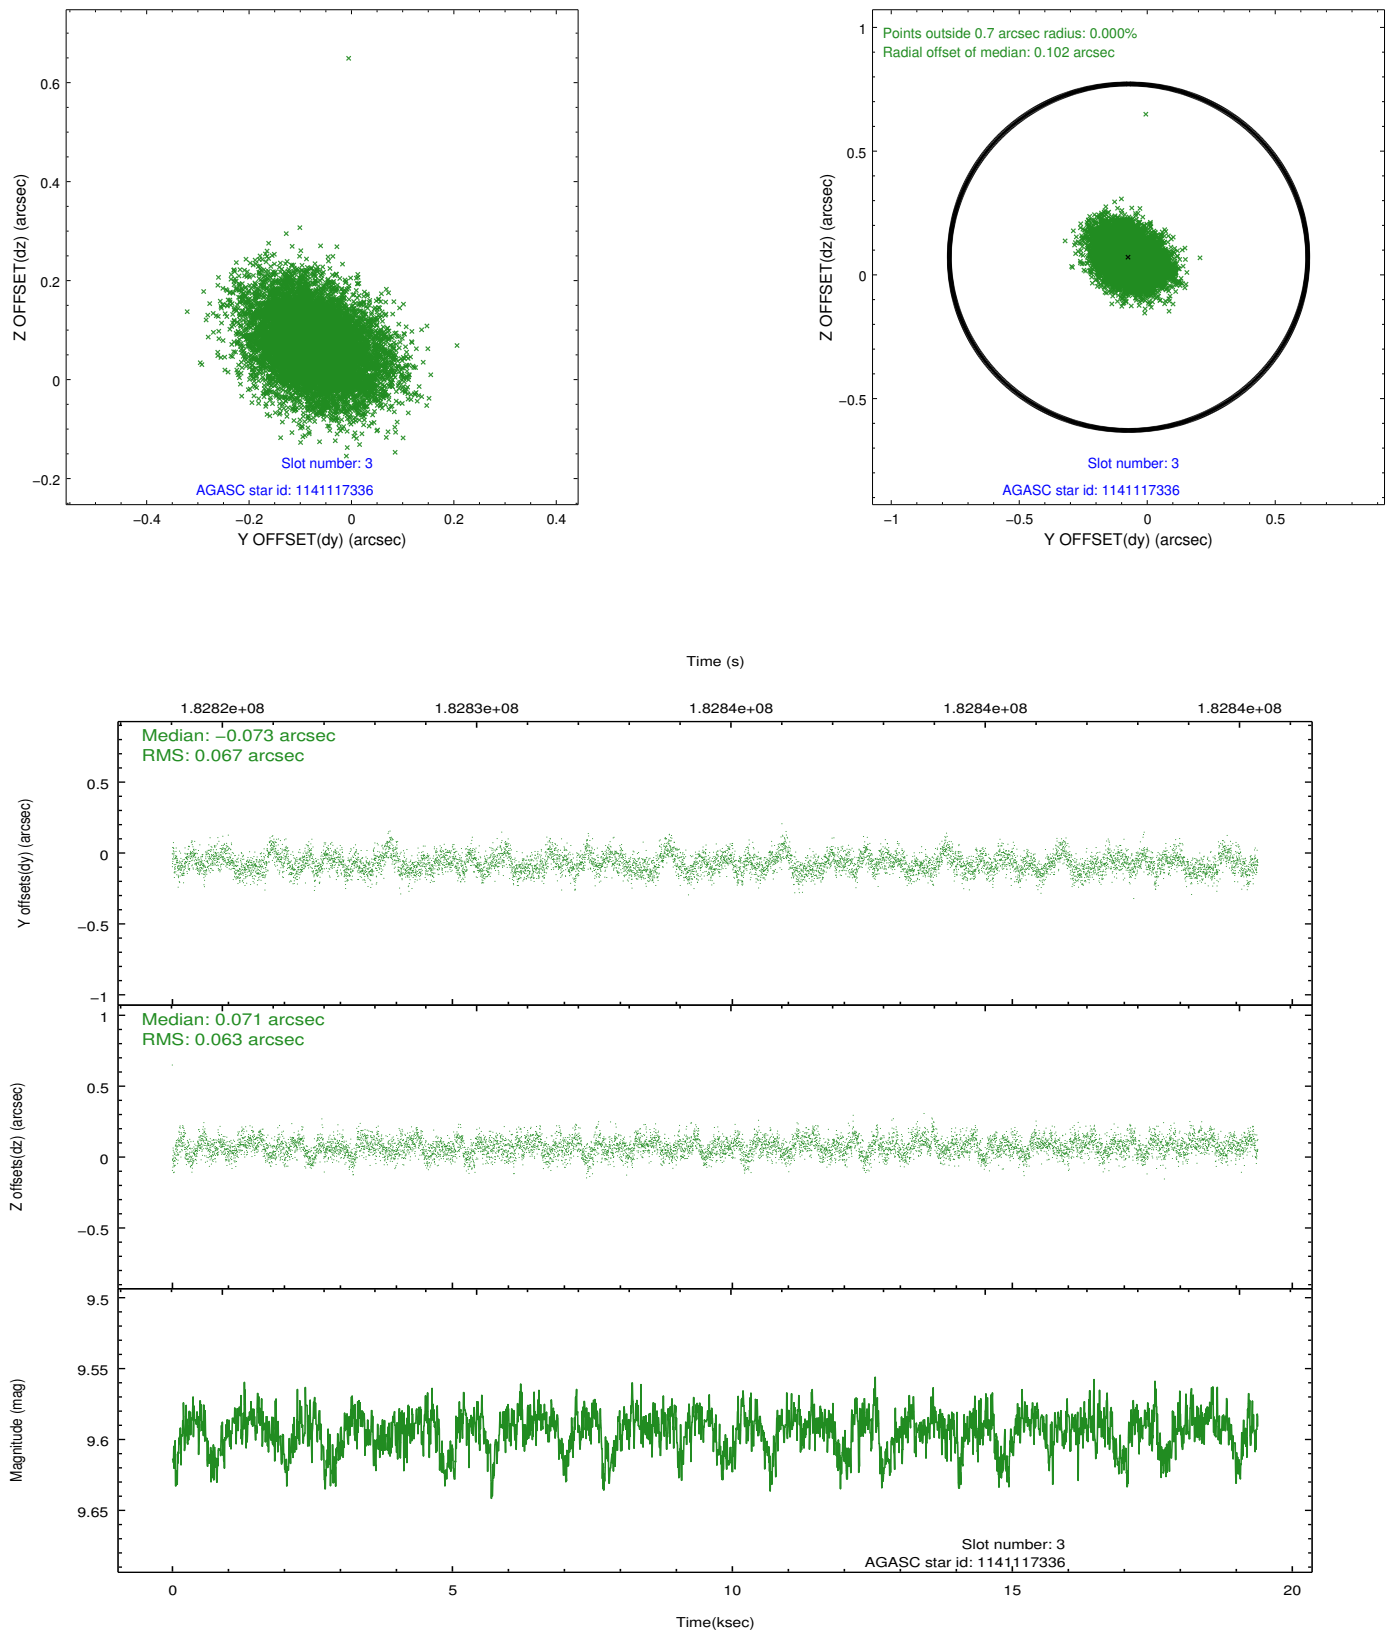 0.6
0.4
0.2
0
−0.2
Z OFFSET(dz) (arcsec)
Slot number: 3
AGASC star id: 1141117336
−0.4 −0.2 0 0.2 0.4
Y OFFSET(dy) (arcsec)
Points outside 0.7 arcsec radius: 0.000%
Radial offset of median: 0.102 arcsec
1
0.5
0
−0.5
Z OFFSET(dz) (arcsec)
Slot number: 3
AGASC star id: 1141117336
−1 −0.5 0 0.5
Y OFFSET(dy) (arcsec)
Time (s)
1.8282e+08 1.8283e+08 1.8284e+08 1.8284e+08 1.8284e+08
Median: −0.073 arcsec
RMS: 0.067 arcsec
0.5
0
−0.5
−1
Y offsets(dy) (arcsec)
Median: 0.071 arcsec
RMS: 0.063 arcsec
1
0.5
0
−0.5
Z offsets(dz) (arcsec)
9.5
9.55
9.6
9.65
Magnitude (mag)
Slot number: 3
AGASC star id: 1141117336
0 5 10 15 20
Time(ksec)